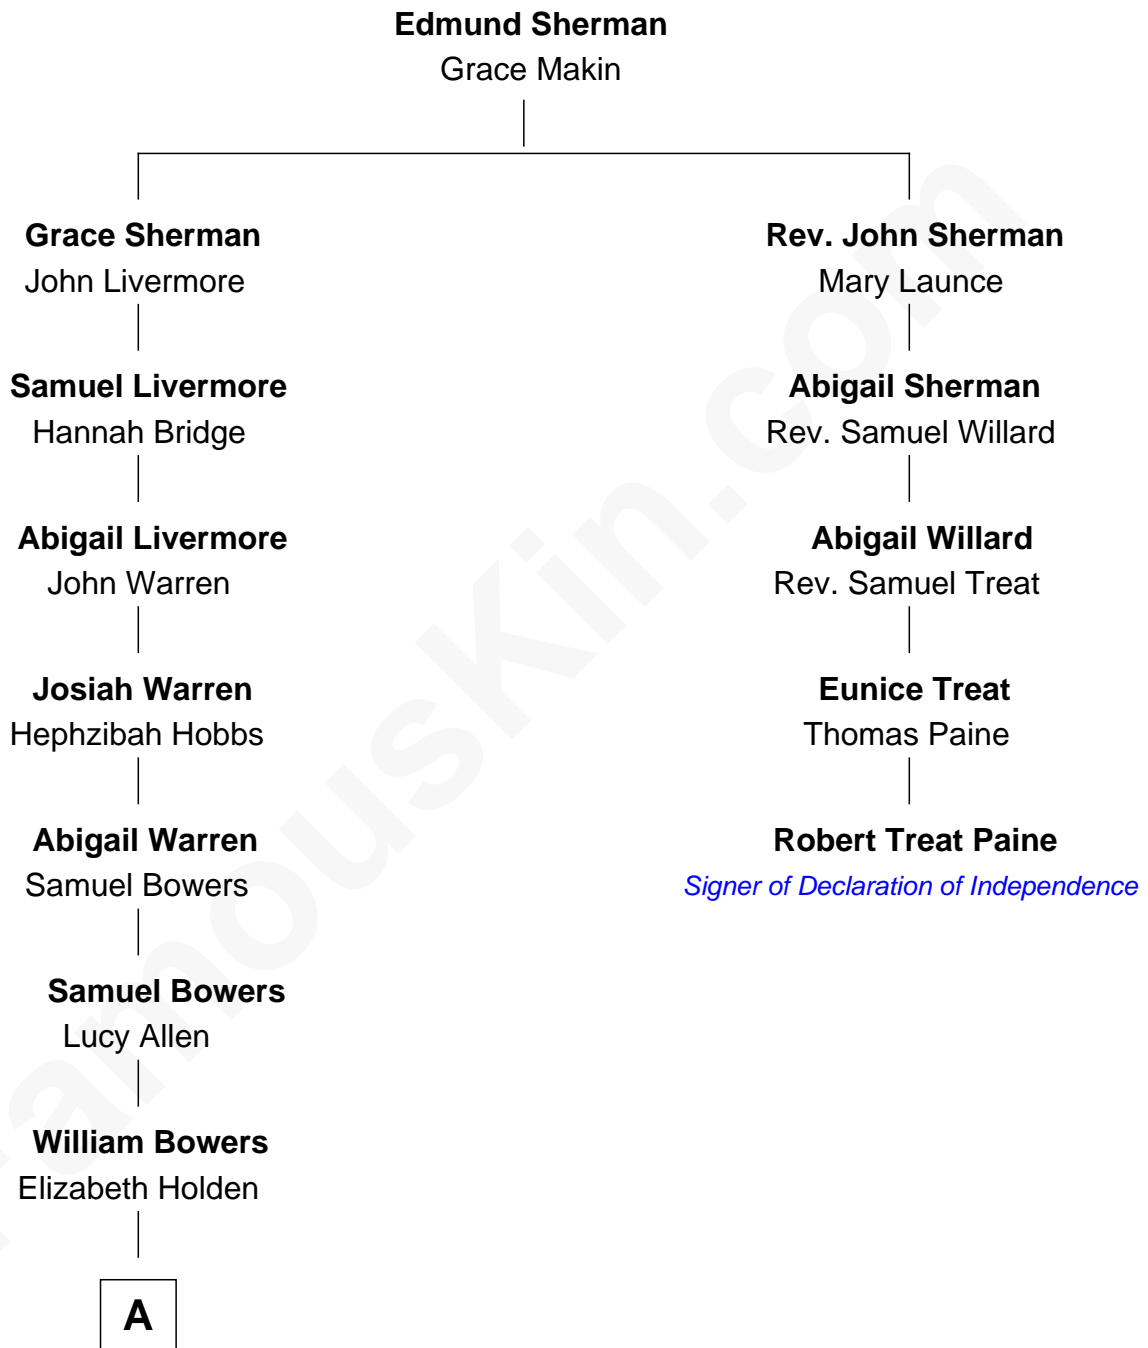 Edmund Sherman
Grace Makin
Grace Sherman
John Livermore
Rev. John Sherman
Mary Launce
Samuel Livermore
Hannah Bridge
Abigail Sherman
Rev. Samuel Willard
Abigail Livermore
John Warren
Abigail Willard
Rev. Samuel Treat
Josiah Warren
Hephzibah Hobbs
Eunice Treat
Thomas Paine
Abigail Warren
Samuel Bowers
Robert Treat Paine
Signer of Declaration of Independence
Samuel Bowers
Lucy Allen
William Bowers
Elizabeth Holden
A
FamousKin.com